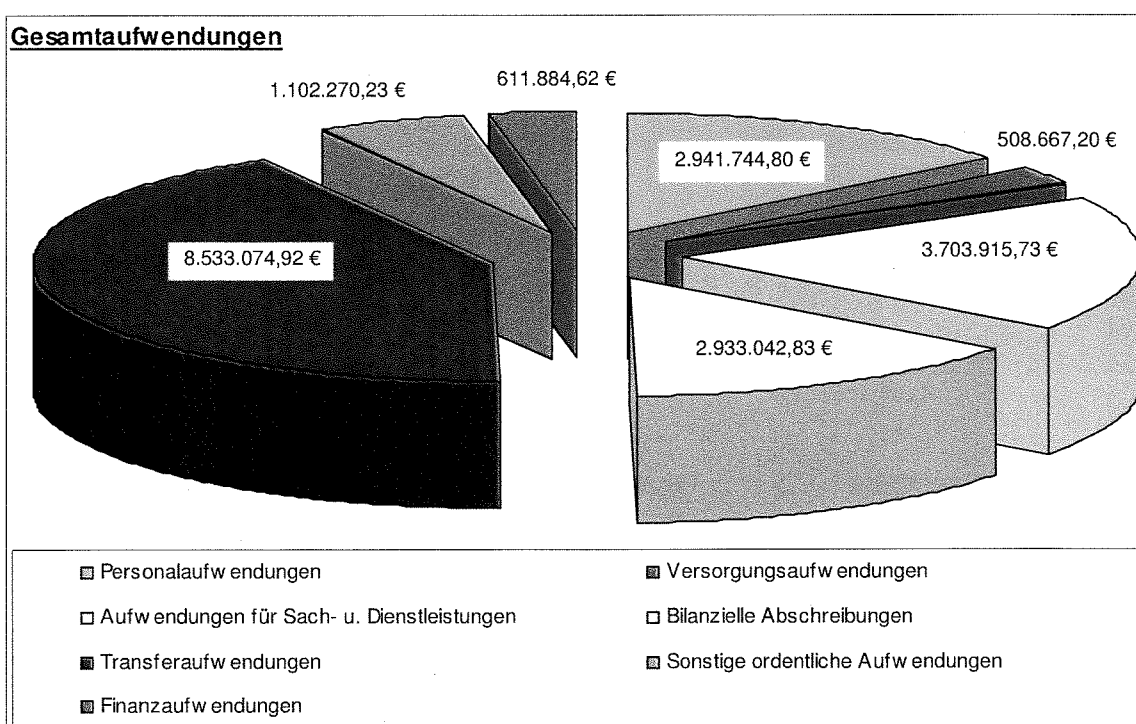 Gesamtaufwendungen
1.102.270,23 €
611.884,62 €
2.941.744,80 €
508.667,20 €
8.533.074,92 €
3.703.915,73 €
2.933.042,83 €
Personalaufwendungen
Versorgungsaufwendungen
Aufwendungen für Sach- u. Dienstleistungen
Bilanzielle Abschreibungen
Transferaufwendungen
Sonstige ordentliche Aufwendungen
Finanzaufwendungen